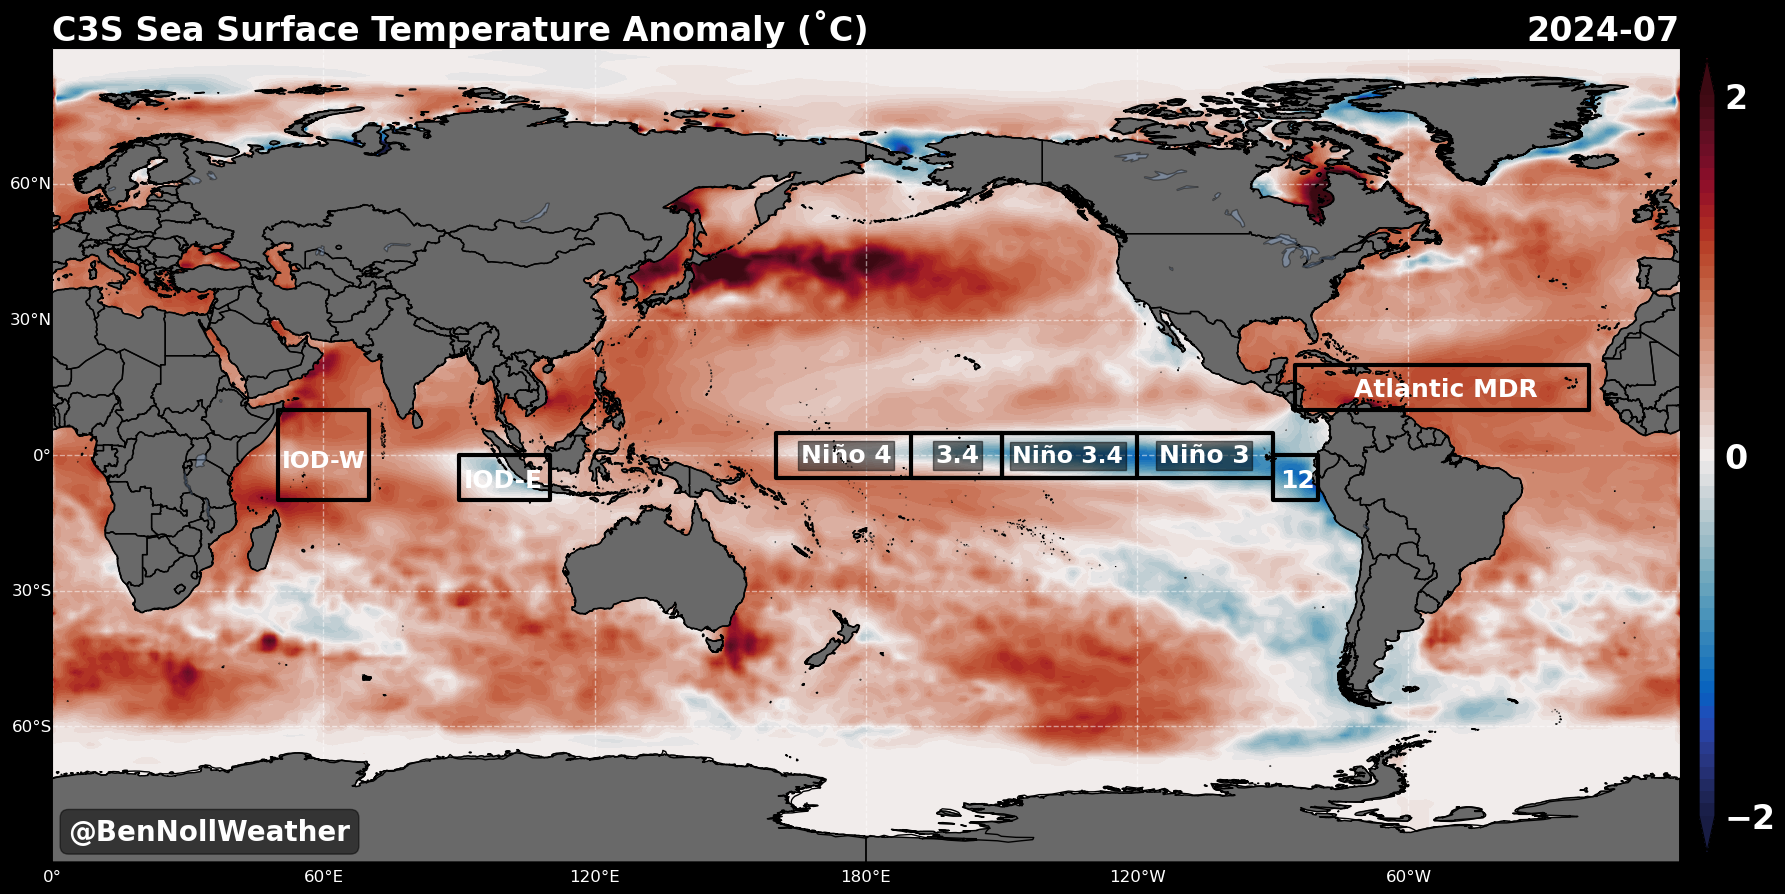 C3S Sea Surface Temperature Anomaly (˚C)
2024-07
2
0
−2
60°N
30°N
0°
30°S
60°S
Atlantic MDR
Niño 4
3.4
Niño 3.4
Niño 3
IOD-W
IOD-E
12
@BenNollWeather
0°
60°E
120°E
180°E
120°W
60°W